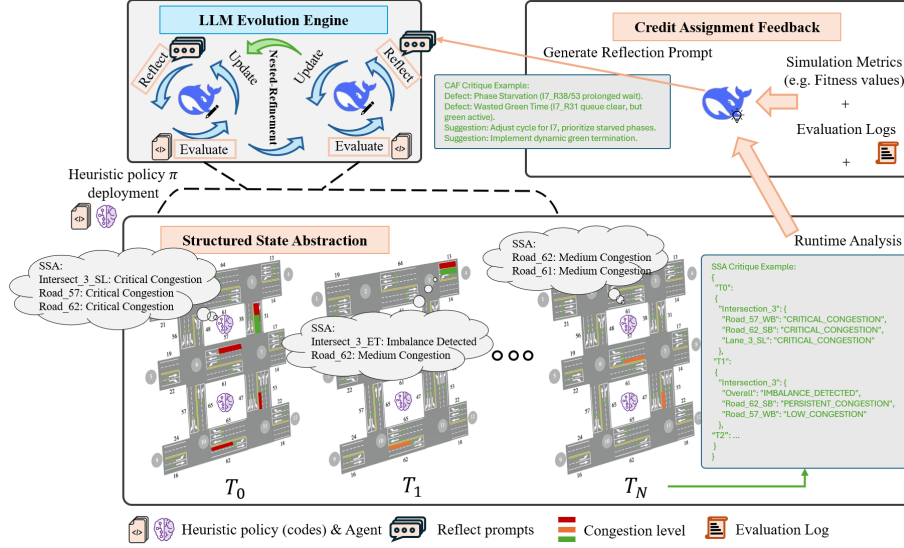 LLM Evolution Engine
Reflect
Update
Nested-Refinement
Update
Reflect
Evaluate
Evaluate
Credit Assignment Feedback
Generate Reflection Prompt
Simulation Metrics
(e.g. Fitness values)
+
Evaluation Logs
+
CAF Critique Example:
Defect: Phase Starvation (I7_R38/53 prolonged wait).
Defect: Wasted Green Time (I7_R31 queue clear, but
green active).
Suggestion: Adjust cycle for I7, prioritize starved phases.
Suggestion: Implement dynamic green termination.
Heuristic policy π
deployment
Structured State Abstraction
Runtime Analysis
SSA:
Intersect_3_SL: Critical Congestion
Road_57: Critical Congestion
Road_62: Critical Congestion
SSA:
Intersect_3_ET: Imbalance Detected
Road_62: Medium Congestion
SSA:
Road_62: Medium Congestion
Road_61: Medium Congestion
SSA Critique Example:
{
"T0":
{
"Intersection_3": {
"Road_57_WB": "CRITICAL_CONGESTION",
"Road_62_SB": "CRITICAL_CONGESTION",
"Lane_3_SL": "CRITICAL_CONGESTION"
},
"T1":
{
"Intersection_3": {
"Overall": "IMBALANCE_DETECTED",
"Road_62_SB": "PERSISTENT_CONGESTION",
"Road_57_WB": "LOW_CONGESTION"
},
"T2": ...
}
}
T0
T1
TN
Heuristic policy (codes) & Agent
Reflect prompts
Congestion level
Evaluation Log